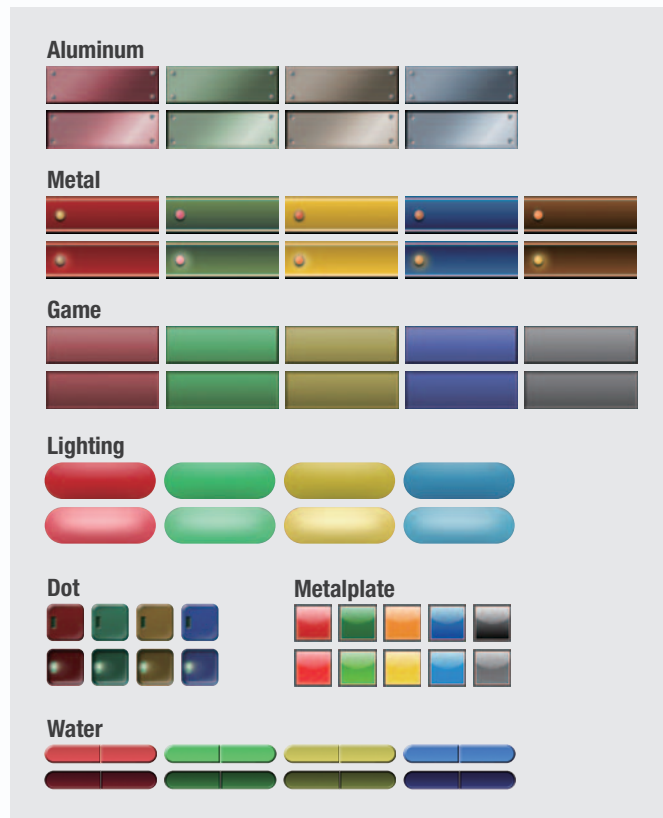 Aluminum
Metal
Game
Lighting
Dot
Metalplate
Water